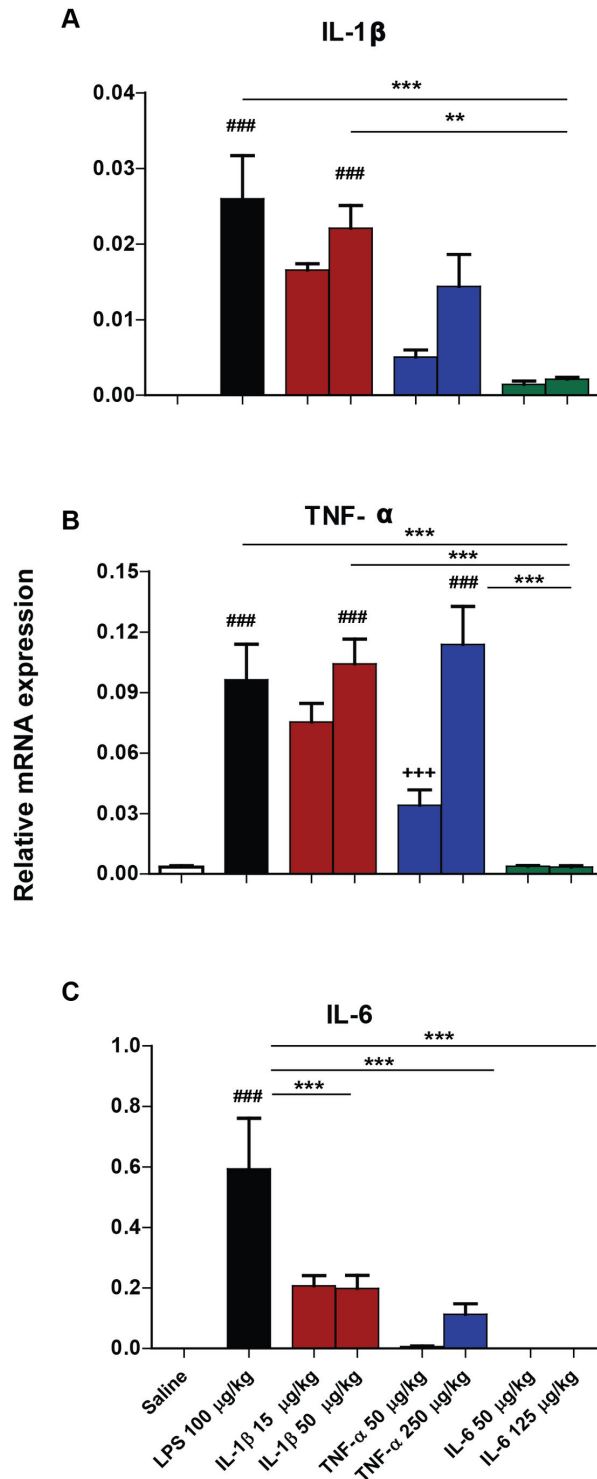 A
IL-1β
0.04
***
###
**
0.03
###
0.02
0.01
0.00
B
TNF- α
***
***
0.15
###
***
###
###
0.12
0.09
+++
0.06
0.03
0.00
Relative mRNA expression
C
IL-6
1.0
***
***
0.8
###
***
0.6
0.4
0.2
0.0
Saline
LPS 100 µg/kg
IL-1β 15 µg/kg
IL-1β 50 µg/kg
TNF-α 50 µg/kg
TNF-α 250 µg/kg
IL-6 50 µg/kg
IL-6 125 µg/kg